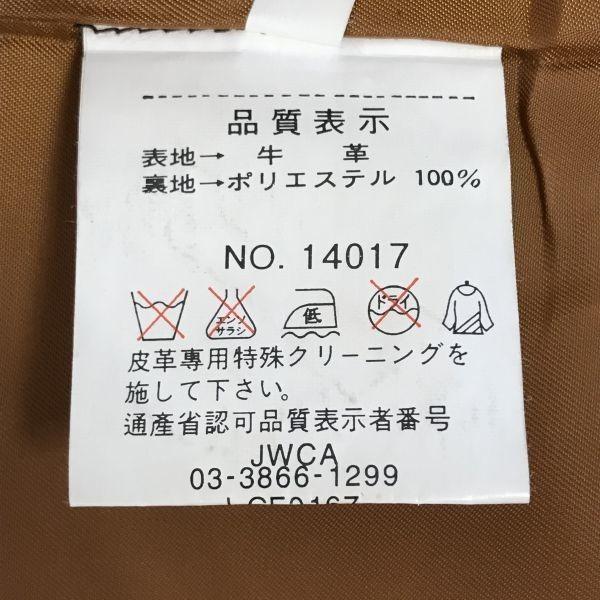 品質表示
表地→ 牛 革
裏地→ポリエステル 100%
NO. 14017
エンソ
サラシ
低
ドライ
皮革専用特殊クリーニングを
施して下さい。
通産省認可品質表示者番号
JWCA
03-3866-1299